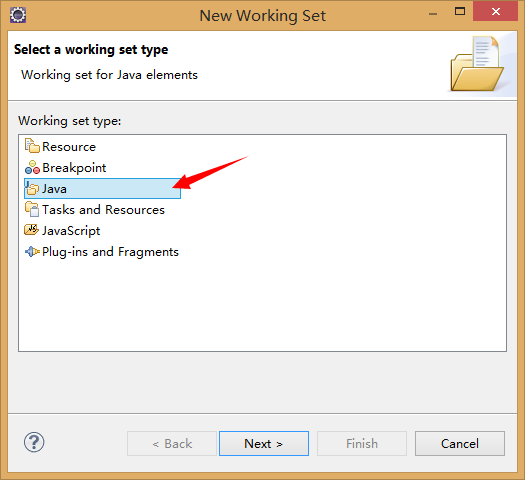 New Working Set
Select a working set type
Working set for Java elements
Working set type:
Resource
Breakpoint
Java
Tasks and Resources
JavaScript
Plug-ins and Fragments
?
< Back
Next >
Finish
Cancel